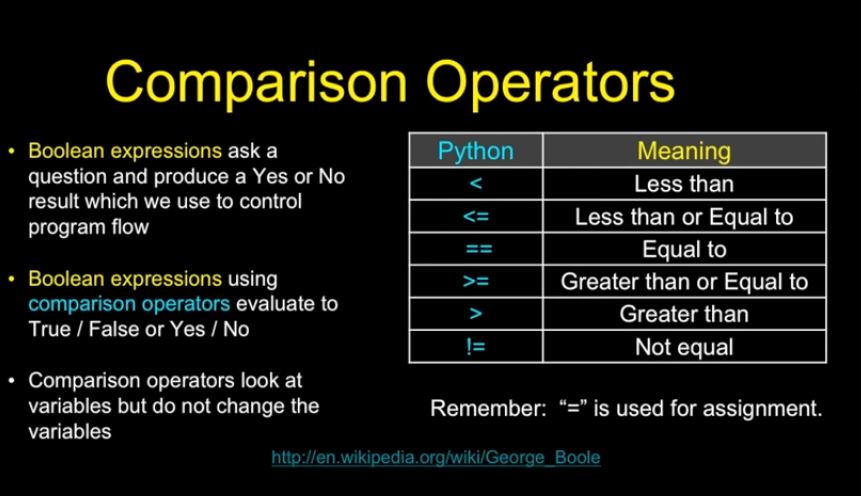 Comparison Operators
• Boolean expressions ask a
question and produce a Yes or No
result which we use to control
program flow
• Boolean expressions using
comparison operators evaluate to
True / False or Yes / No
• Comparison operators look at
variables but do not change the
variables
Python Meaning
< Less than
<= Less than or Equal to
== Equal to
>= Greater than or Equal to
> Greater than
!= Not equal
Remember: “=” is used for assignment.
http://en.wikipedia.org/wiki/George_Boole